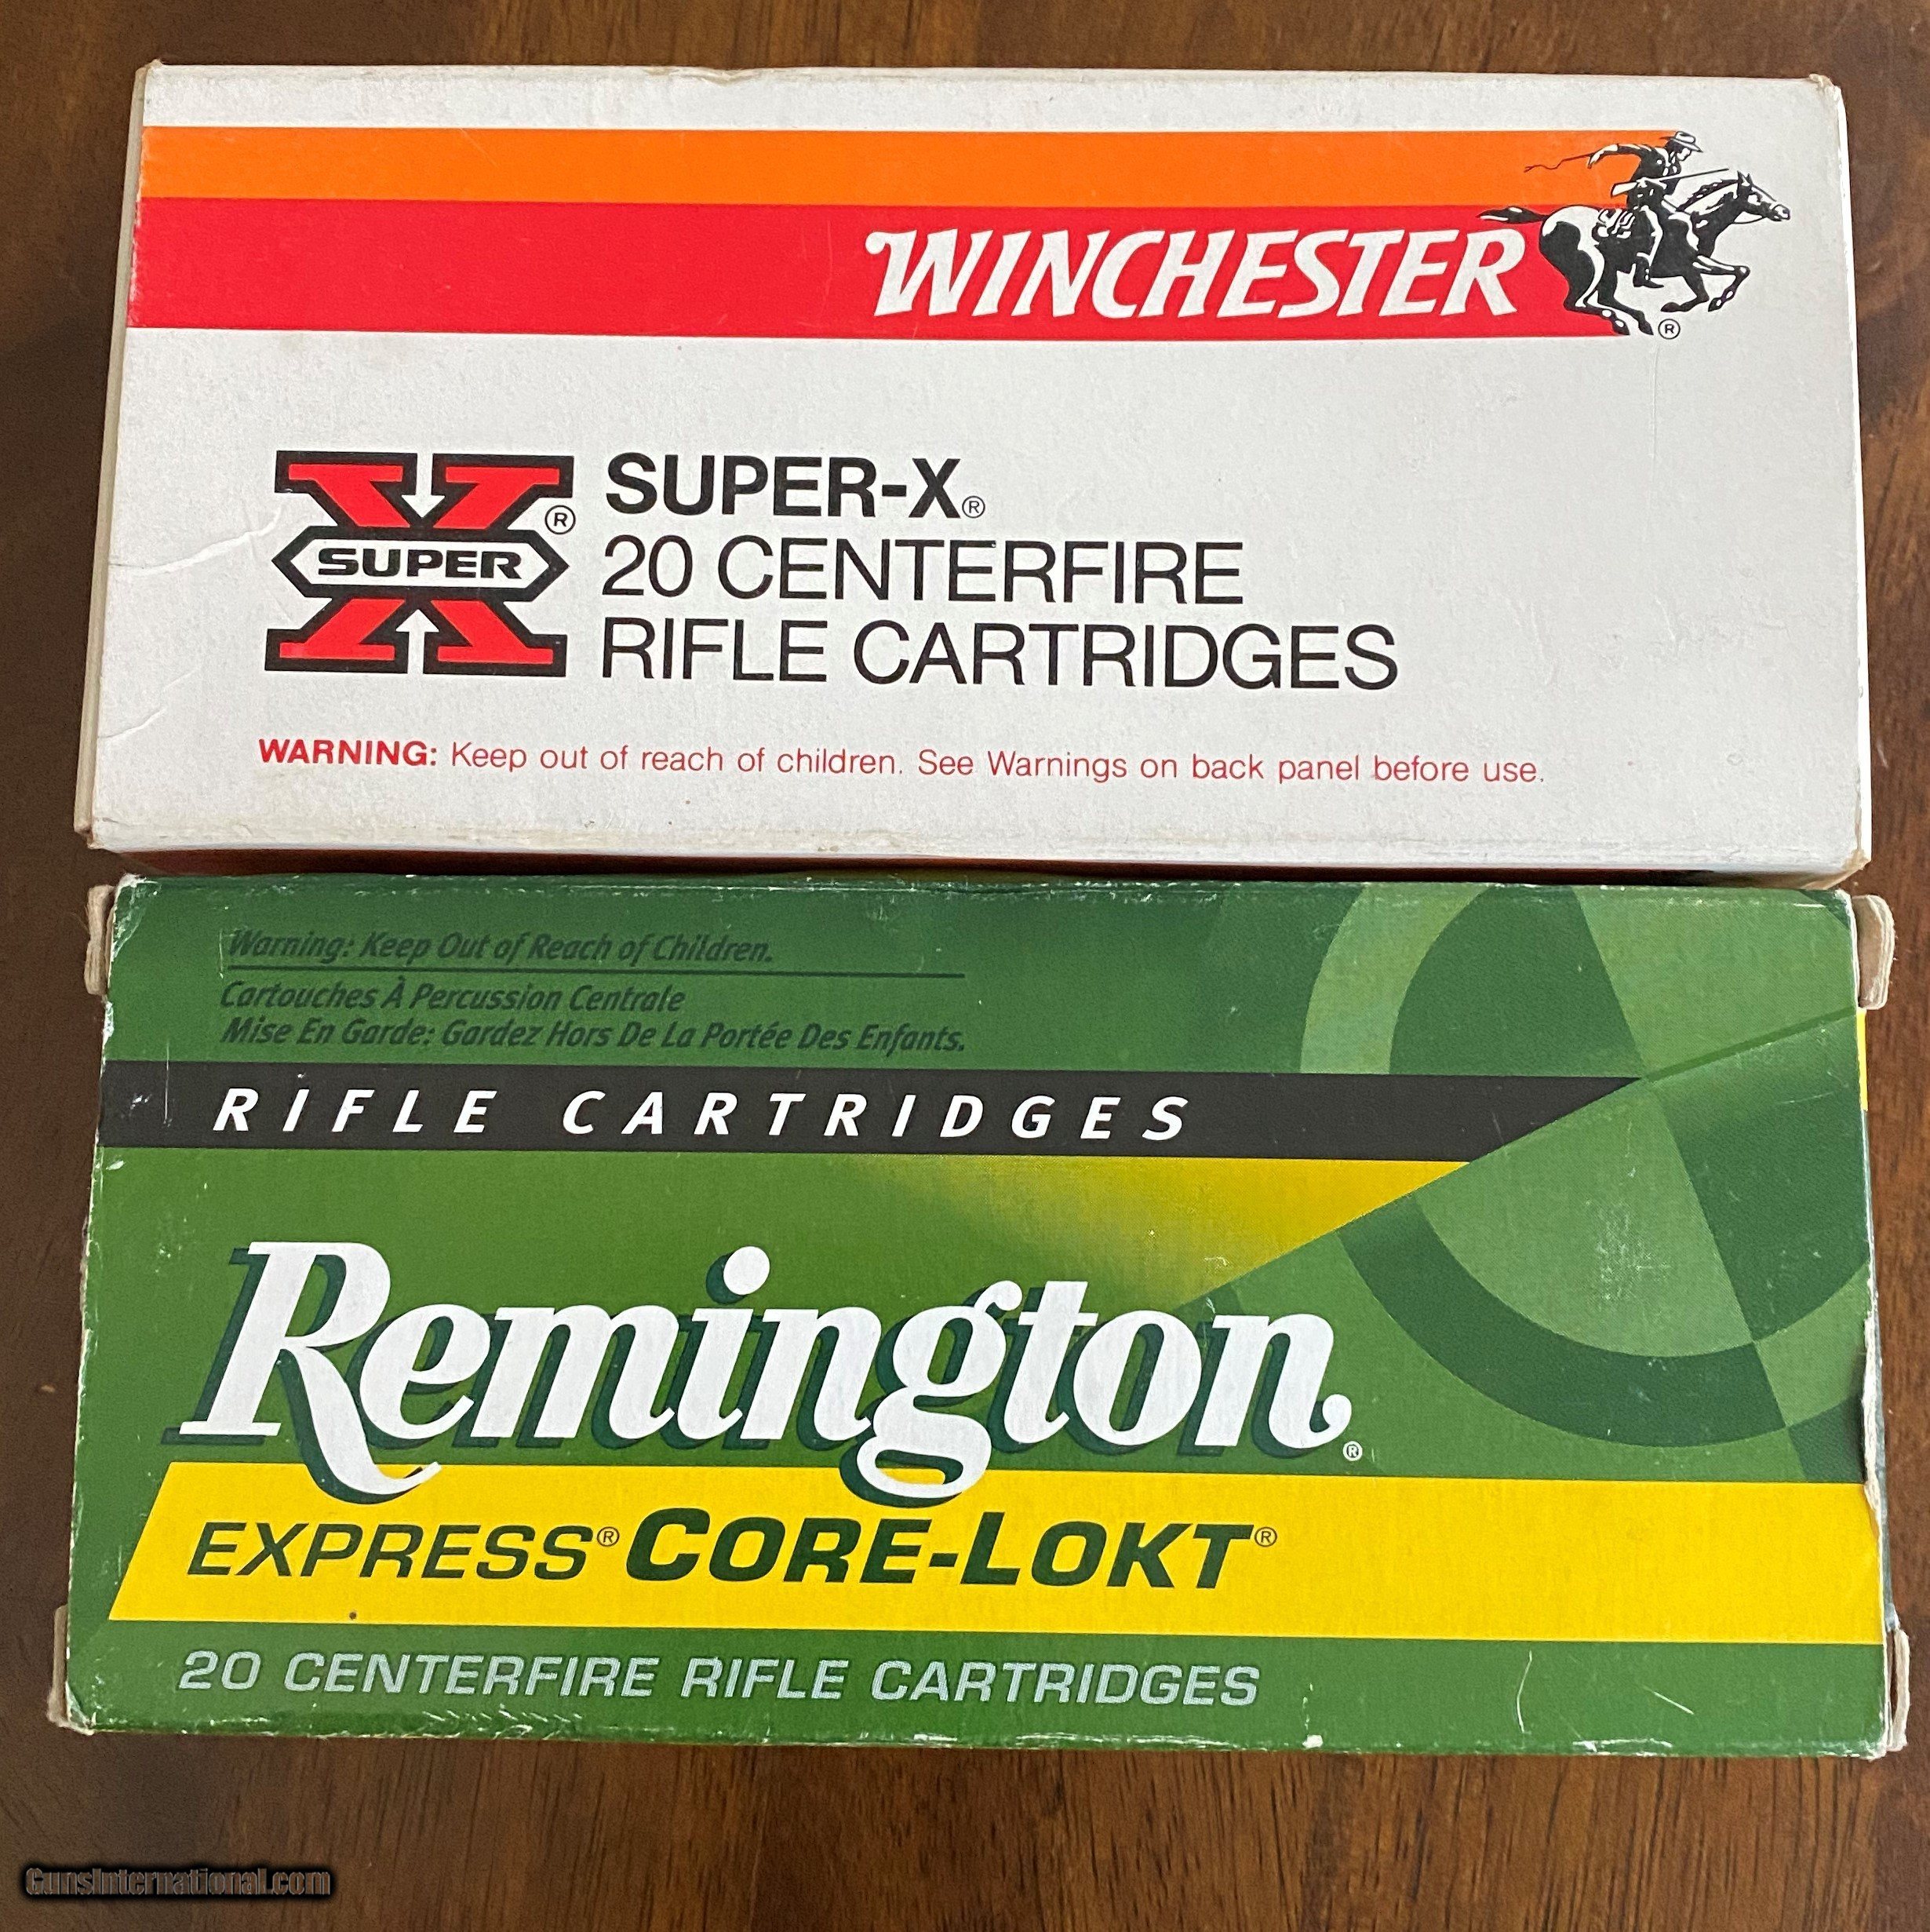 WINCHESTER®
SUPER ®
SUPER-X®
20 CENTERFIRE
RIFLE CARTRIDGES
WARNING: Keep out of reach of children. See Warnings on back panel before use.
Warning: Keep Out of Reach of Children.
Cartouches À Percussion Centrale
Mise En Garde: Gardez Hors De La Portée Des Enfants.
RIFLE CARTRIDGES
Remington®
EXPRESS® CORE-LOKT®
20 CENTERFIRE RIFLE CARTRIDGES
GunsInternational.com